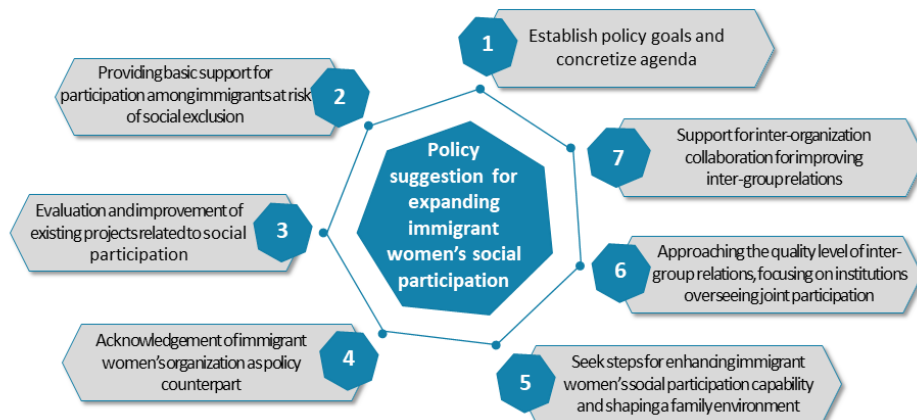 1
Establish policy goals and
concretize agenda
2
Providing basic support for
participation among immigrants at risk
of social exclusion
3
Evaluation and improvement of
existing projects related to social
participation
4
Acknowledgement of immigrant
women's organization as policy
counterpart
5
Seek steps for enhancing immigrant
women's social participation capability
and shaping a family environment
6
Approaching the quality level of inter-
group relations, focusing on institutions
overseeing joint participation
7
Support for inter-organization
collaboration for improving
inter-group relations
Policy
suggestion for
expanding
immigrant
women's social
participation